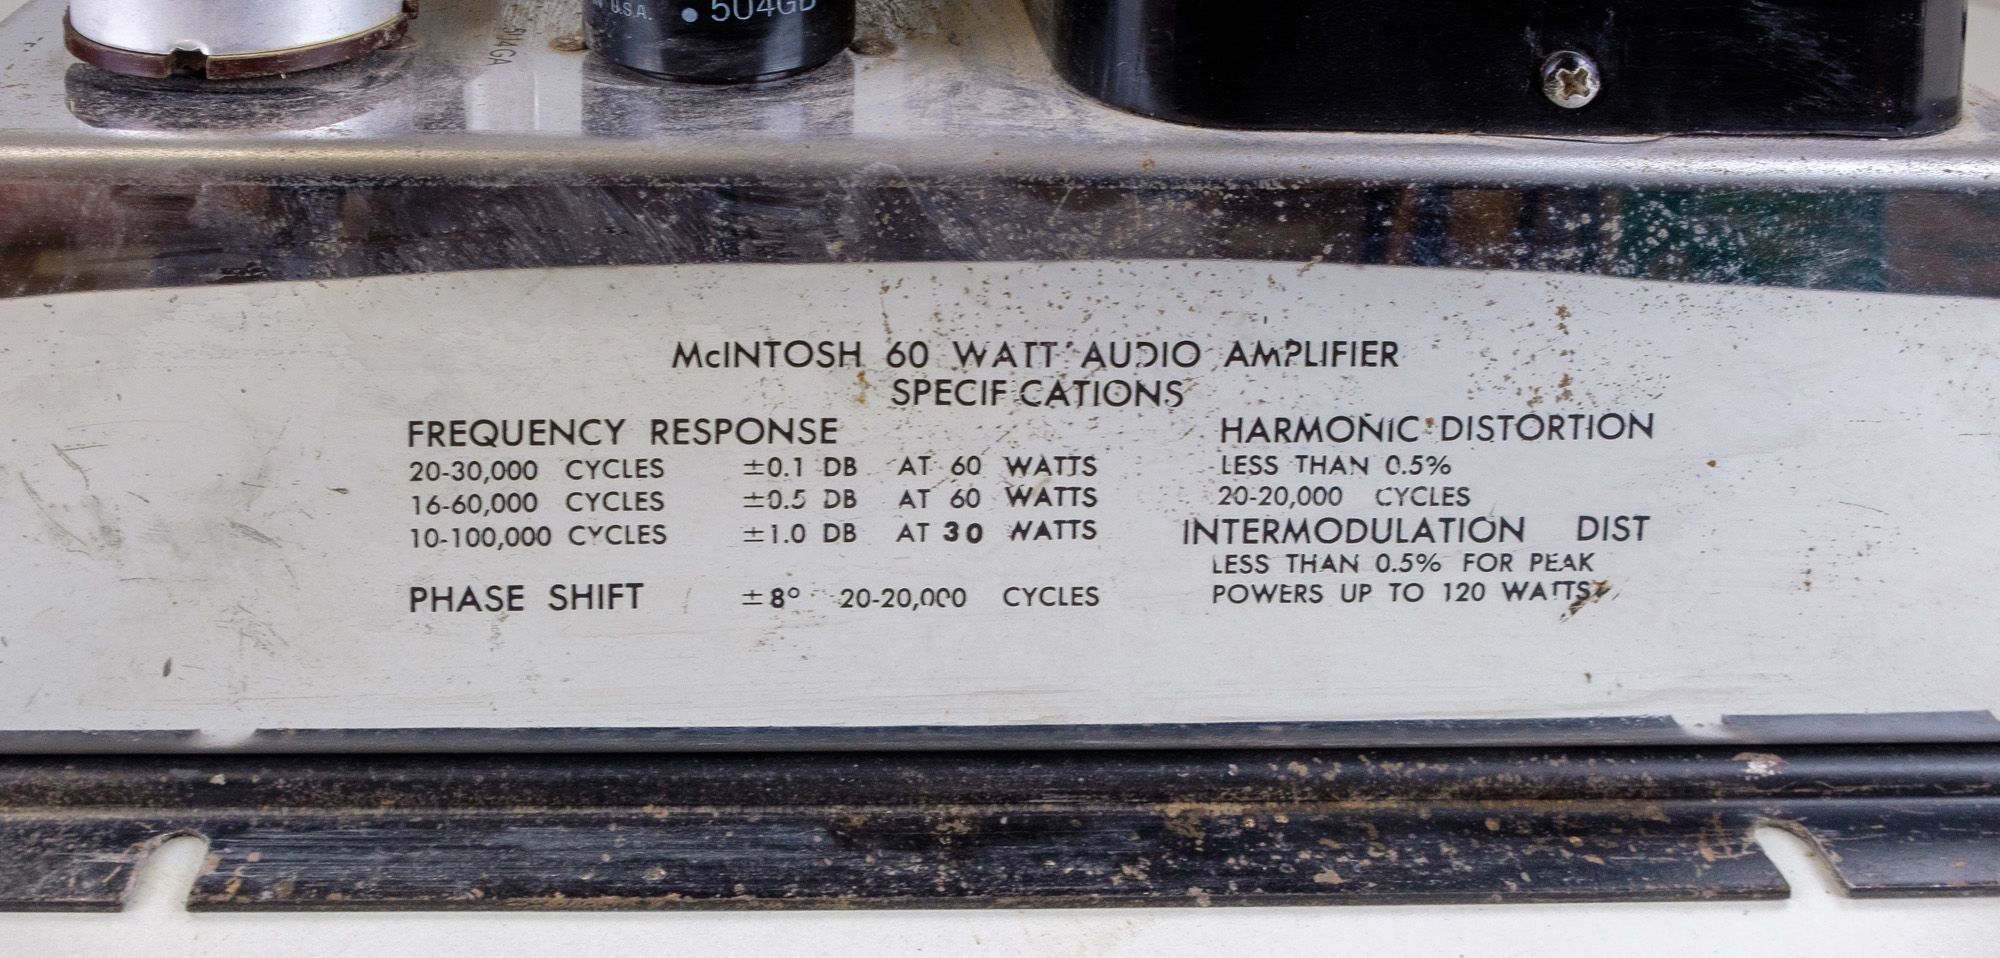 U.S.A. • 5U4GB
5U4GA
McINTOSH 60 WATT AUDIO AMPLIFIER
SPECIFICATIONS
FREQUENCY RESPONSE
20-30,000 CYCLES ±0.1 DB AT 60 WATTS
16-60,000 CYCLES ±0.5 DB AT 60 WATTS
10-100,000 CYCLES ±1.0 DB AT 30 WATTS
PHASE SHIFT ±8° 20-20,000 CYCLES
HARMONIC DISTORTION
LESS THAN 0.5%
20-20,000 CYCLES
INTERMODULATION DIST
LESS THAN 0.5% FOR PEAK
POWERS UP TO 120 WATTS